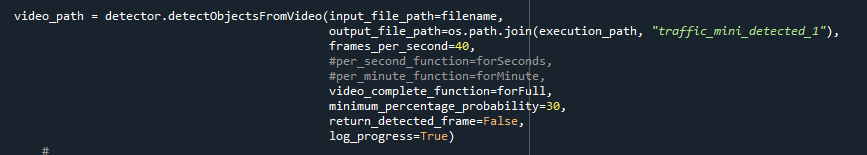 video_path = detector.detectObjectsFromVideo(input_file_path=filename,
output_file_path=os.path.join(execution_path, "traffic_mini_detected_1"),
frames_per_second=40,
#per_second_function=forSeconds,
#per_minute_function=forMinute,
video_complete_function=forFull,
minimum_percentage_probability=30,
return_detected_frame=False,
log_progress=True)
#